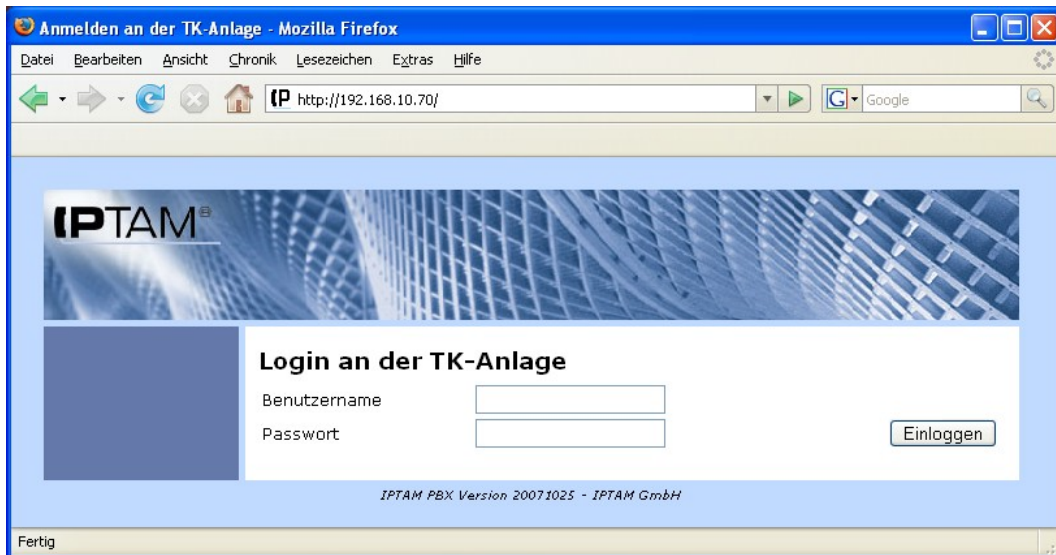 Anmelden an der TK-Anlage - Mozilla Firefox
Datei Bearbeiten Ansicht Chronik Lesezeichen Extras Hilfe
(P http://192.168.10.70/ G Google
IPTAM®
Login an der TK-Anlage
Benutzername
Passwort Einloggen
IPTAM PBX Version 20071025 - IPTAM GmbH
Fertig